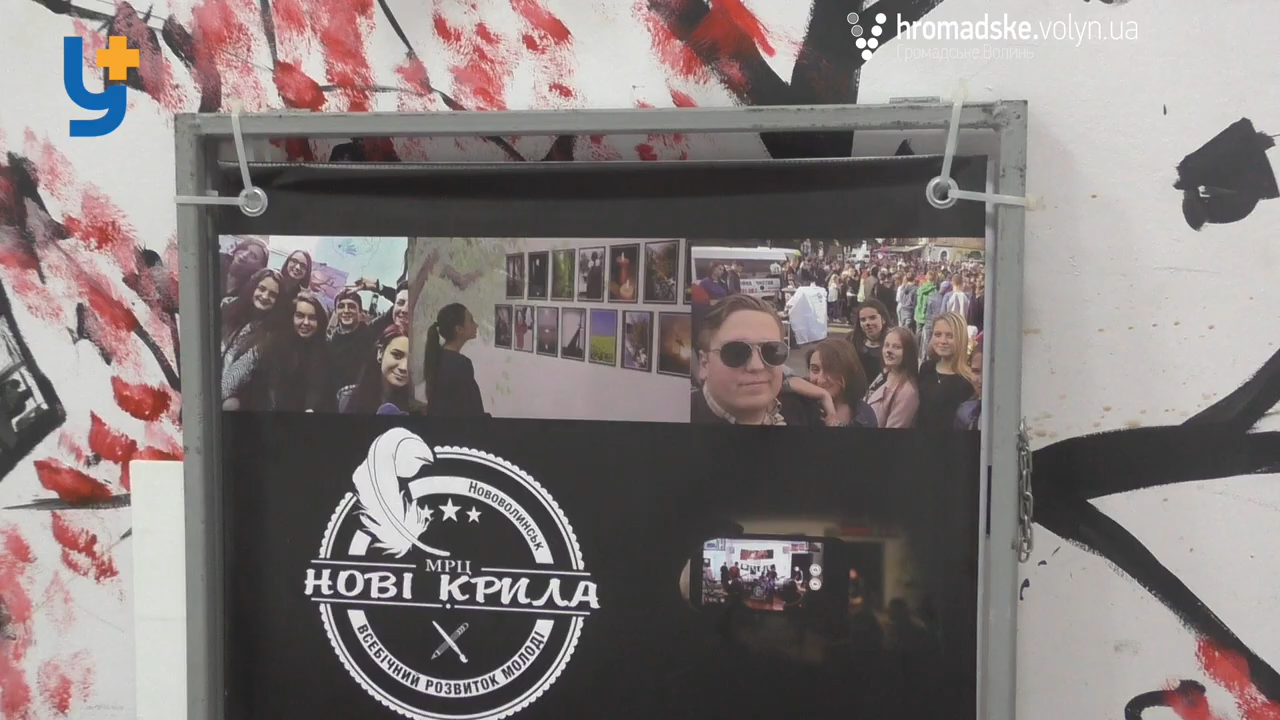 У+
hromadske.volyn.ua
Громадське Волинь
Нововолинськ
МРЦ
НОВІ КРИЛА
ВСЕБІЧНИЙ РОЗВИТОК МОЛОДІ